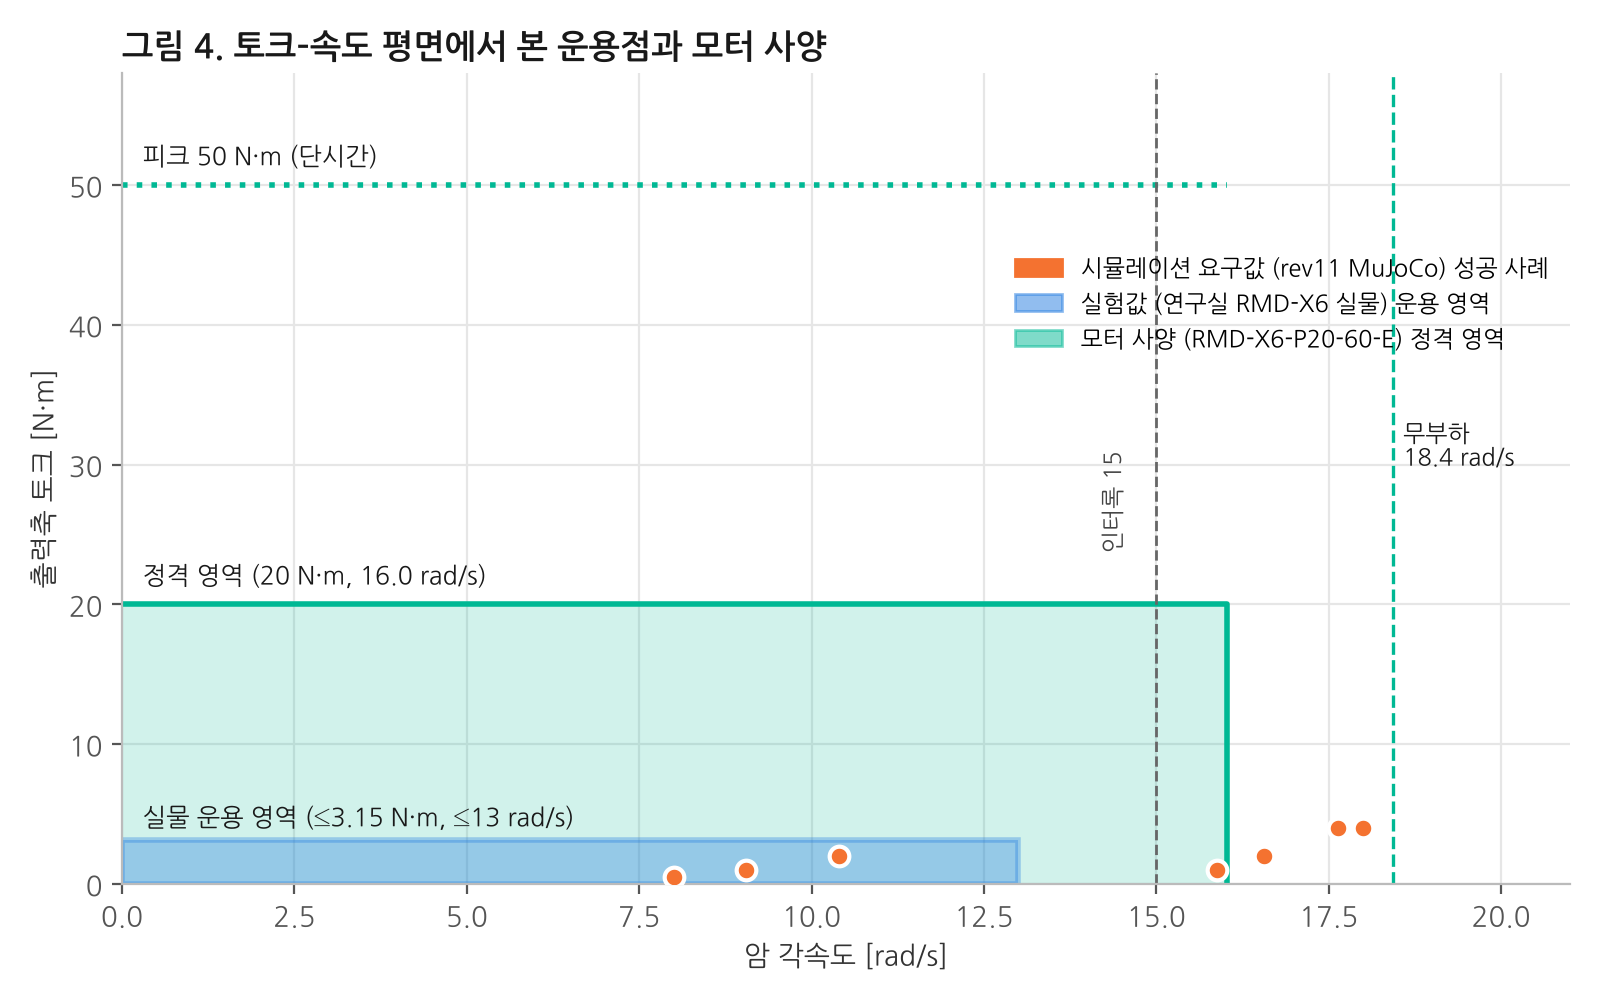 그림 4. 토크-속도 평면에서 본 운용점과 모터 사양
피크 50 N·m (단시간)
시뮬레이션 요구값 (rev11 MuJoCo) 성공 사례
실험값 (연구실 RMD-X6 실물) 운용 영역
모터 사양 (RMD-X6-P20-60-E) 정격 영역
무부하
18.4 rad/s
인터록 15
정격 영역 (20 N·m, 16.0 rad/s)
실물 운용 영역 (≤3.15 N·m, ≤13 rad/s)
출력축 토크 [N·m]
50
40
30
20
10
0
0.0 2.5 5.0 7.5 10.0 12.5 15.0 17.5 20.0
암 각속도 [rad/s]